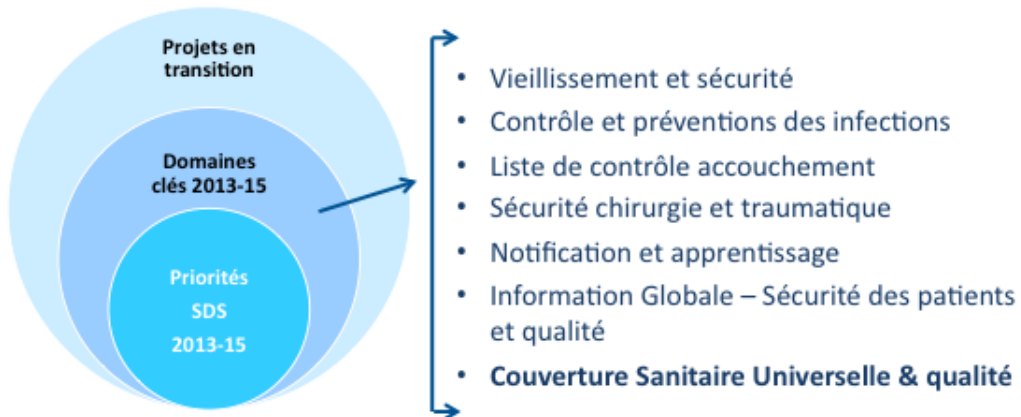 Projets en
transition
Domaines
clés 2013-15
Priorités
SDS
2013-15
• Vieillissement et sécurité
• Contrôle et préventions des infections
• Liste de contrôle accouchement
• Sécurité chirurgie et traumatique
• Notification et apprentissage
• Information Globale – Sécurité des patients
et qualité
• Couverture Sanitaire Universelle & qualité